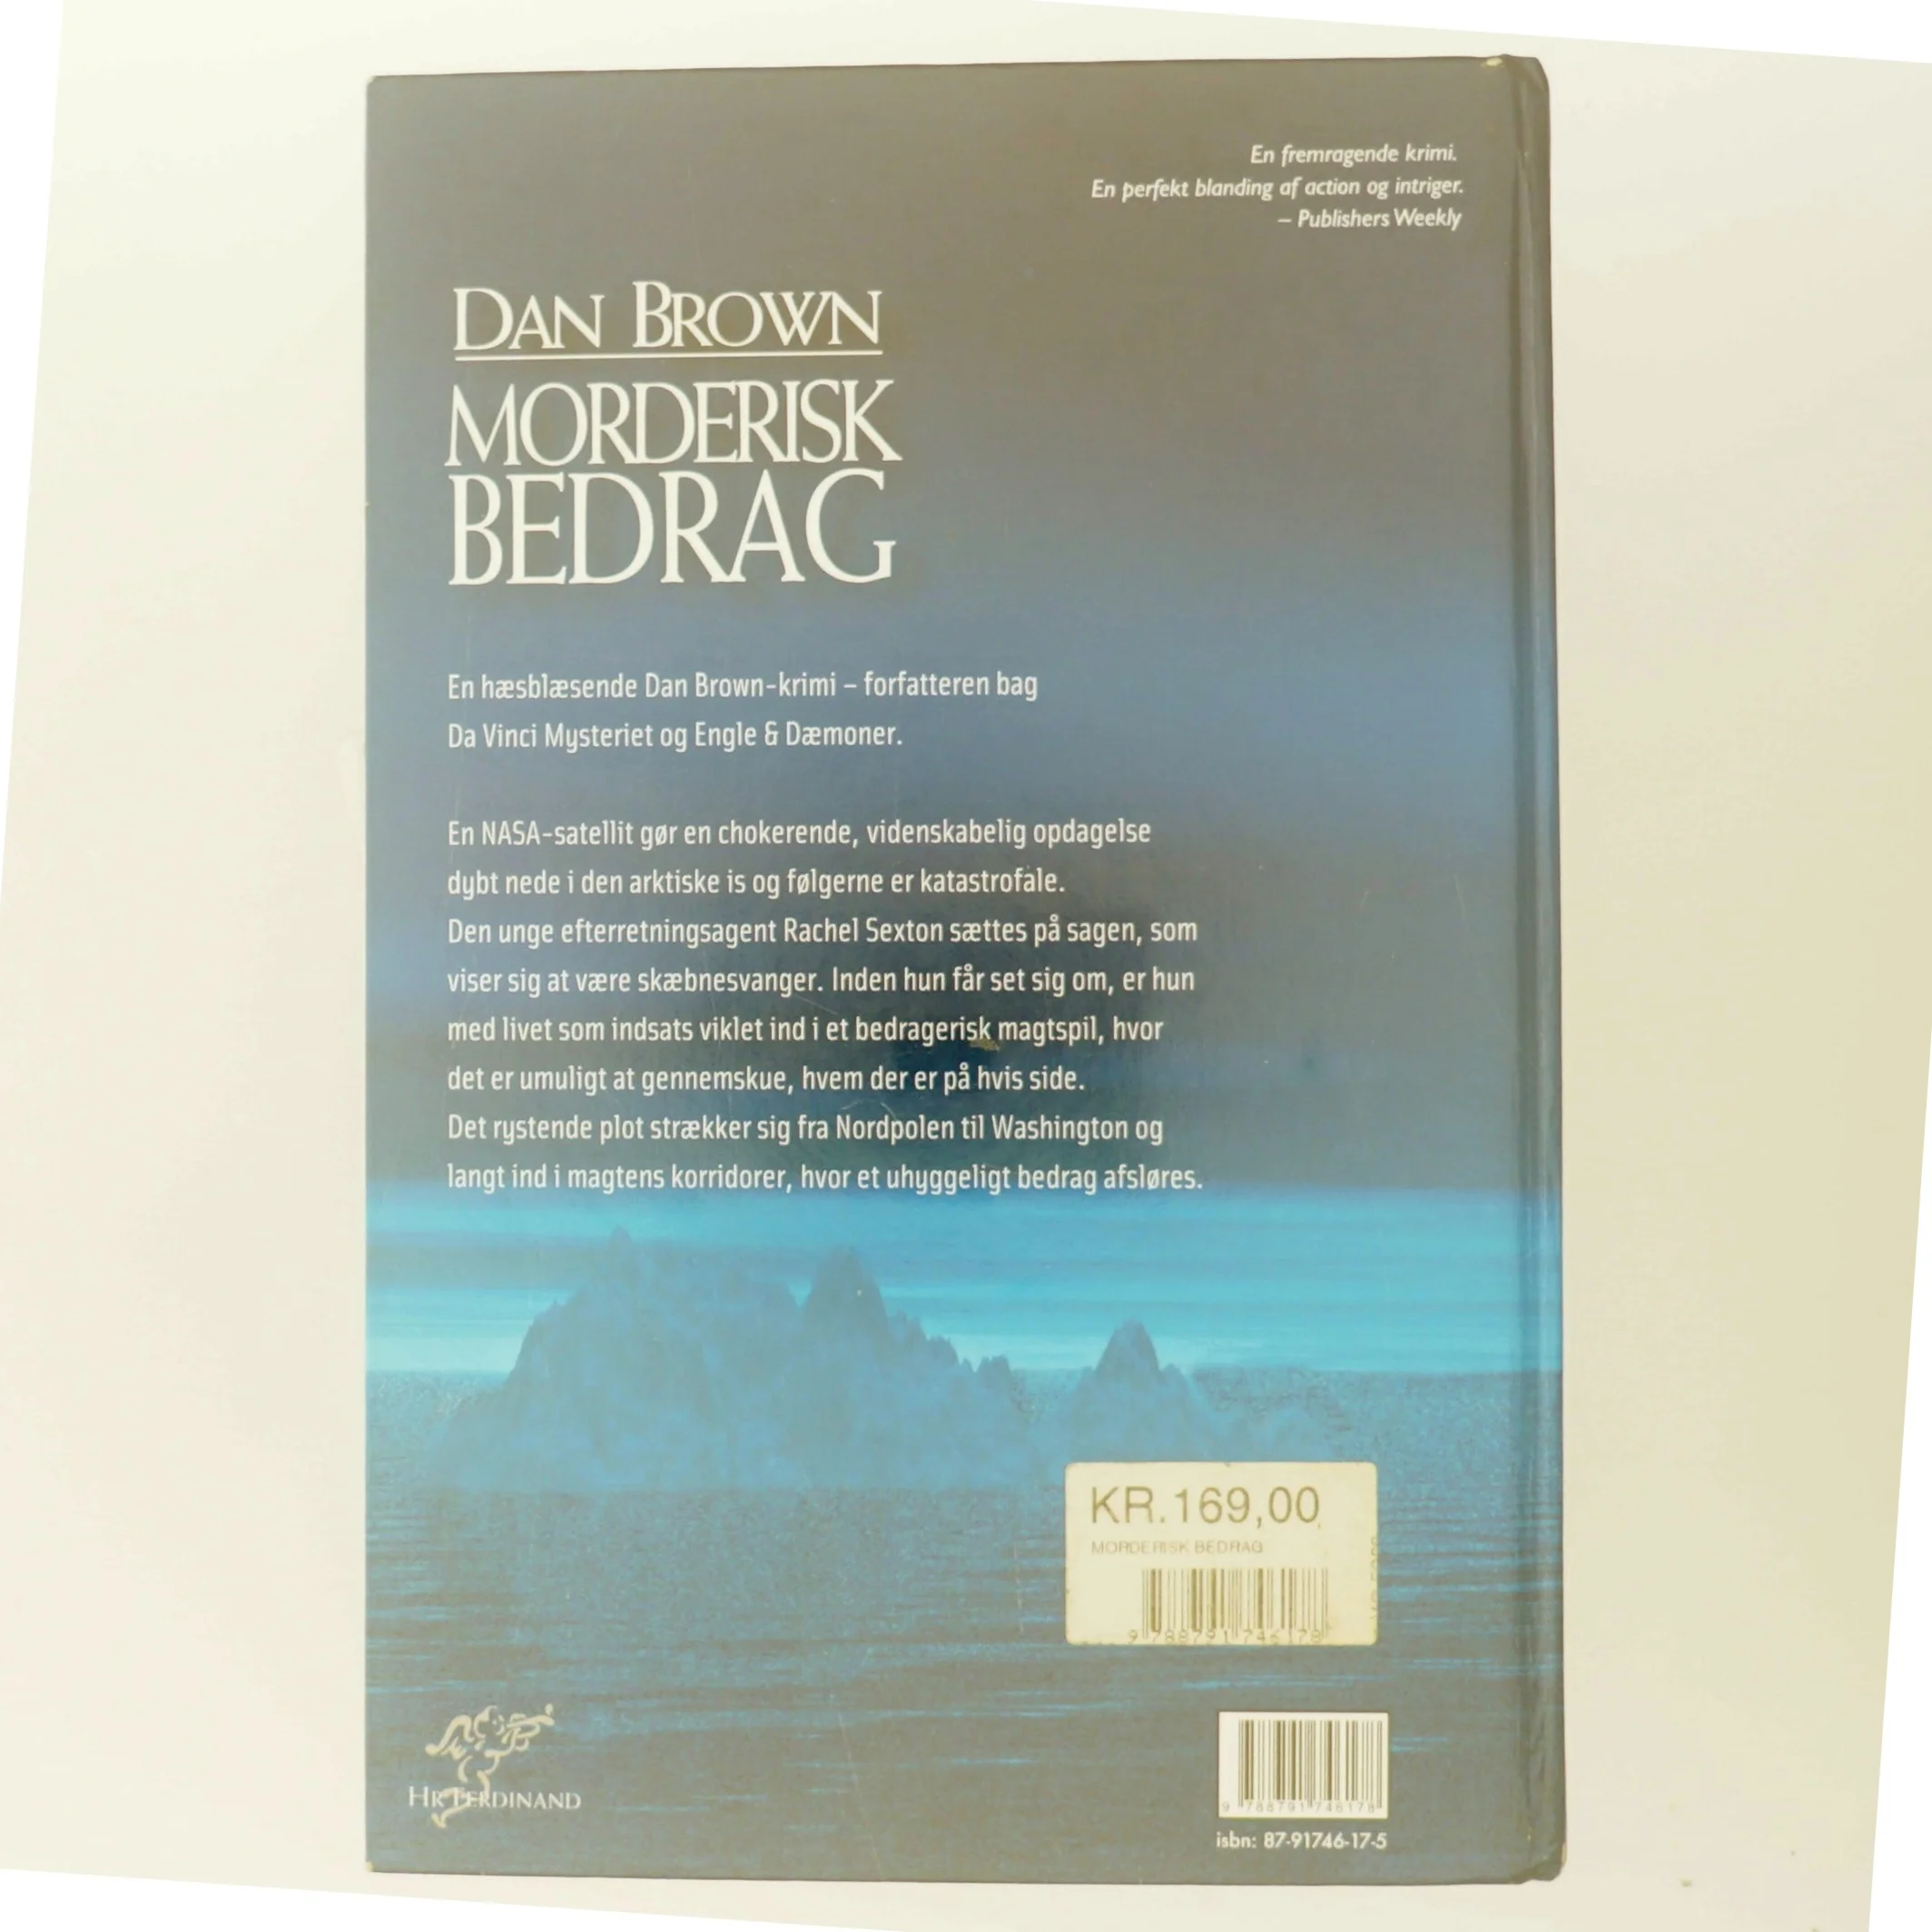 En fremragende krimi.
En perfekt blanding af action og intriger.
– Publishers Weekly
DAN BROWN
MORDERISK
BEDRAG
En hæsblæsende Dan Brown-krimi – forfatteren bag
Da Vinci Mysteriet og Engle & Dæmoner.
En NASA-satellit gør en chokerende, videnskabelig opdagelse
dybt nede i den arktiske is og følgerne er katastrofale.
Den unge efterretningsagent Rachel Sexton sættes på sagen, som
viser sig at være skæbnesvanger. Inden hun får set sig om, er hun
med livet som indsats viklet ind i et bedragerisk magtspil, hvor
det er umuligt at gennemskue, hvem der er på hvis side.
Det rystende plot strækker sig fra Nordpolen til Washington og
langt ind i magtens korridorer, hvor et uhyggeligt bedrag afsløres.
KR.169,00
MORDERISK BEDRAG
9 788791 746178
HR FERDINAND
9 788791 746178
isbn: 87-91746-17-5